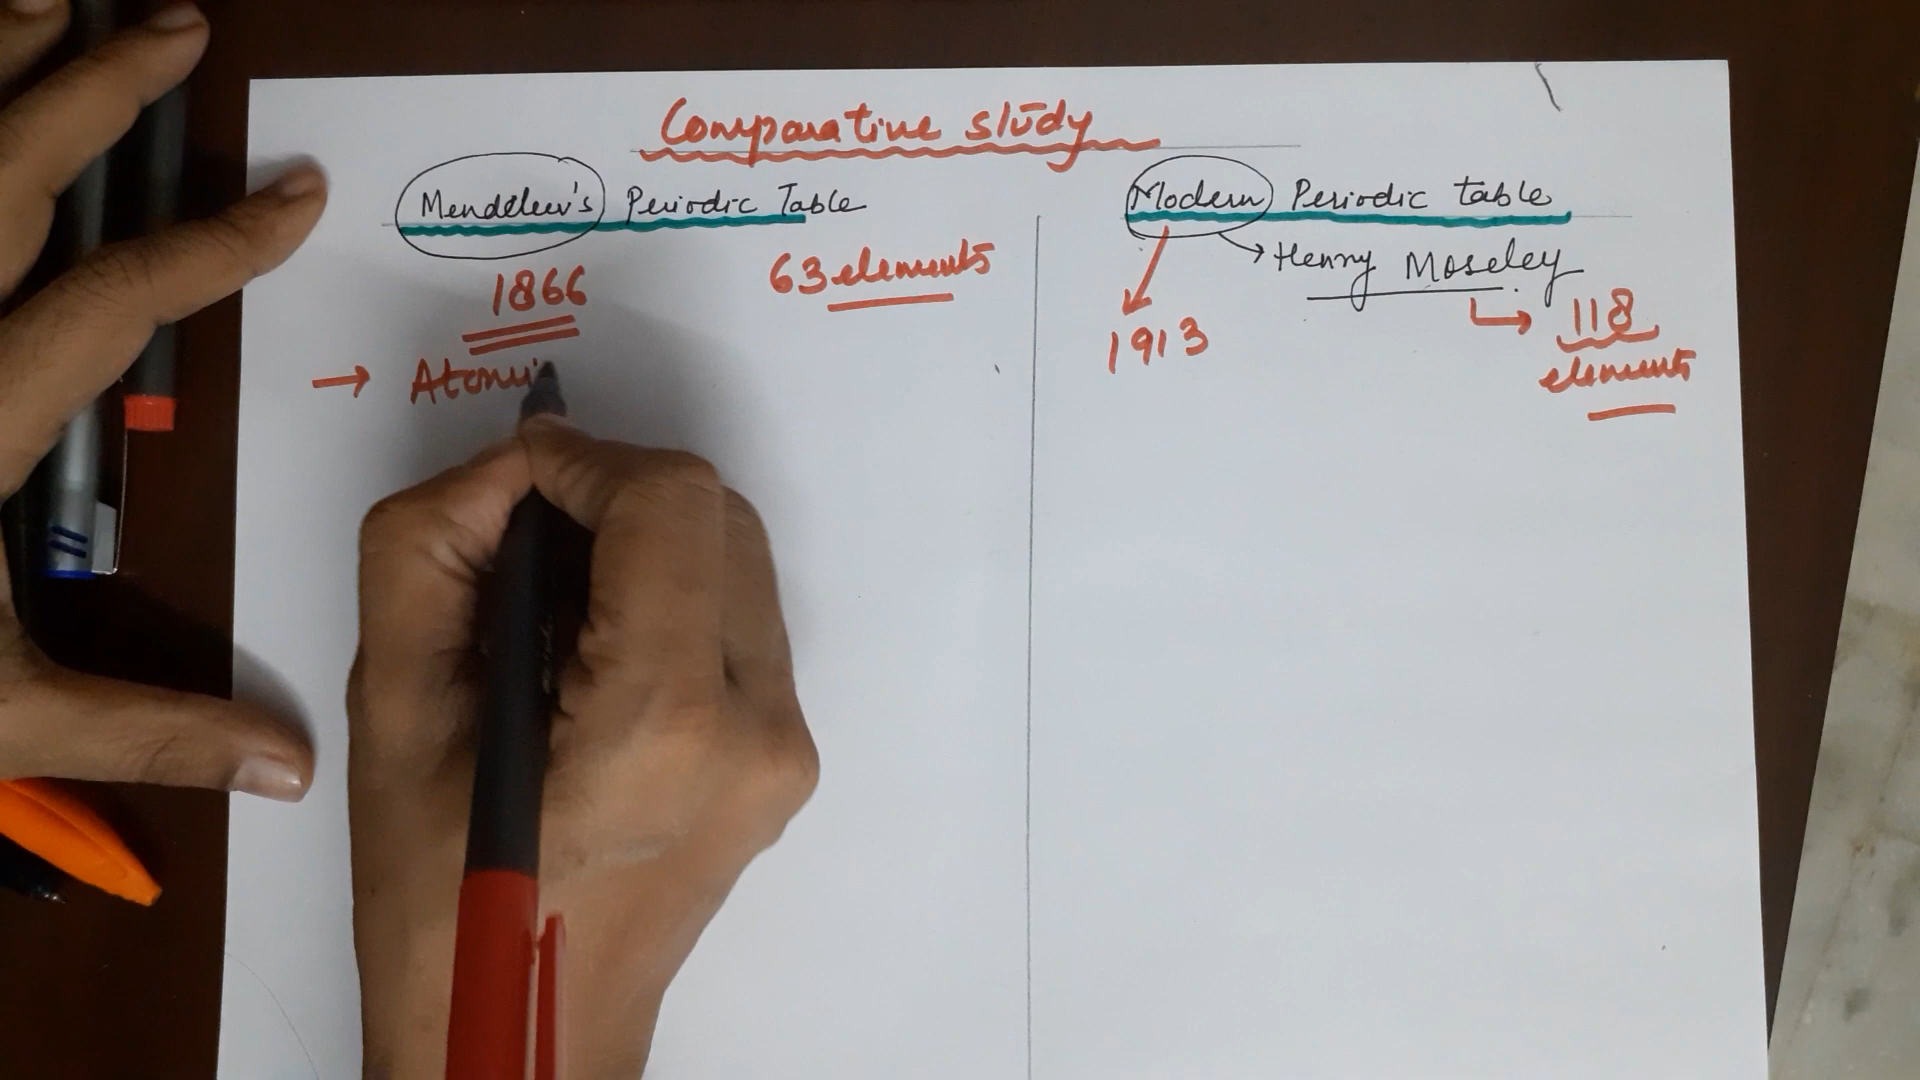 Comparative study
Mendeleev's Periodic Table
1866
63 elements
→ Atomi
Modern Periodic table
→ Henry Moseley
1913
→ 118
elements